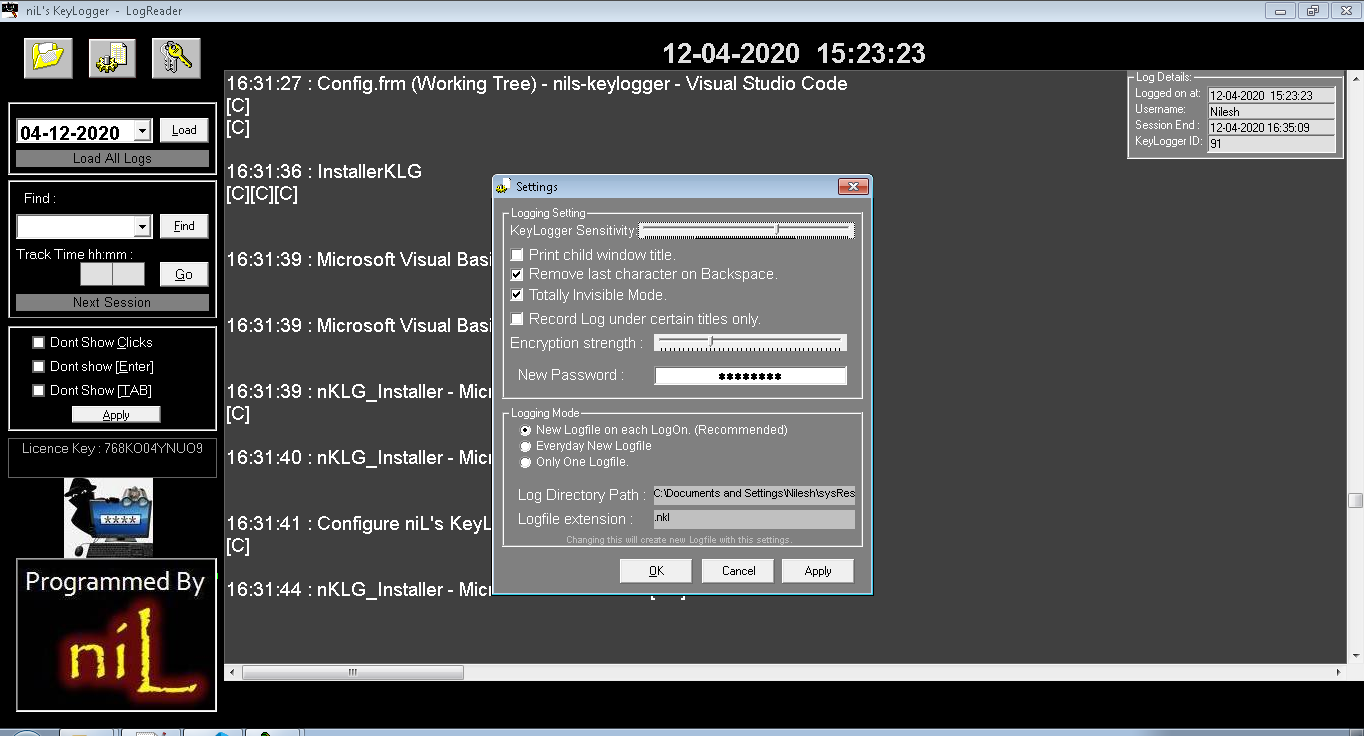 niL's KeyLogger - LogReader
12-04-2020 15:23:23
04-12-2020
Load
Load All Logs
Find :
Find
Track Time hh:mm :
Go
Next Session
Dont Show Clicks
Dont show [Enter]
Dont Show [TAB]
Apply
Licence Key : 768KO04YNUO9
****
Programmed By
niL
16:31:27 : Config.frm (Working Tree) - nils-keylogger - Visual Studio Code
[C]
[C]
16:31:36 : InstallerKLG
[C][C][C]
16:31:39 : Microsoft Visual Basi
16:31:39 : Microsoft Visual Basi
16:31:39 : nKLG_Installer - Micr
[C]
16:31:40 : nKLG_Installer - Micr
16:31:41 : Configure niL's KeyL
[C]
16:31:44 : nKLG_Installer - Micr
Log Details:
Logged on at: 12-04-2020 15:23:23
Username: Nilesh
Session End : 12-04-2020 16:35:09
KeyLogger ID: 91
Settings
Logging Setting
KeyLogger Sensitivity:
Print child window title.
Remove last character on Backspace.
Totally Invisible Mode.
Record Log under certain titles only.
Encryption strength :
New Password : ********
Logging Mode
New Logfile on each LogOn. (Recommended)
Everyday New Logfile
Only One Logfile.
Log Directory Path : C:\Documents and Settings\Nilesh\sysRes
Logfile extension : .nkl
Changing this will create new Logfile with this settings.
OK
Cancel
Apply